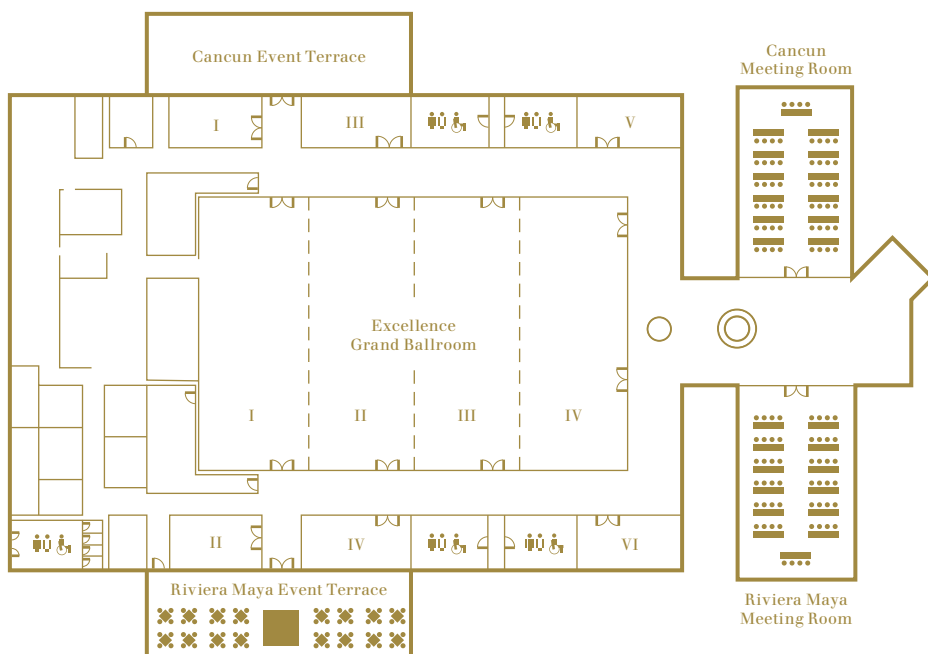 Cancun Event Terrace
Cancun
Meeting Room
I
III
V
Excellence
Grand Ballroom
I
II
III
IV
II
IV
VI
Riviera Maya Event Terrace
Riviera Maya
Meeting Room